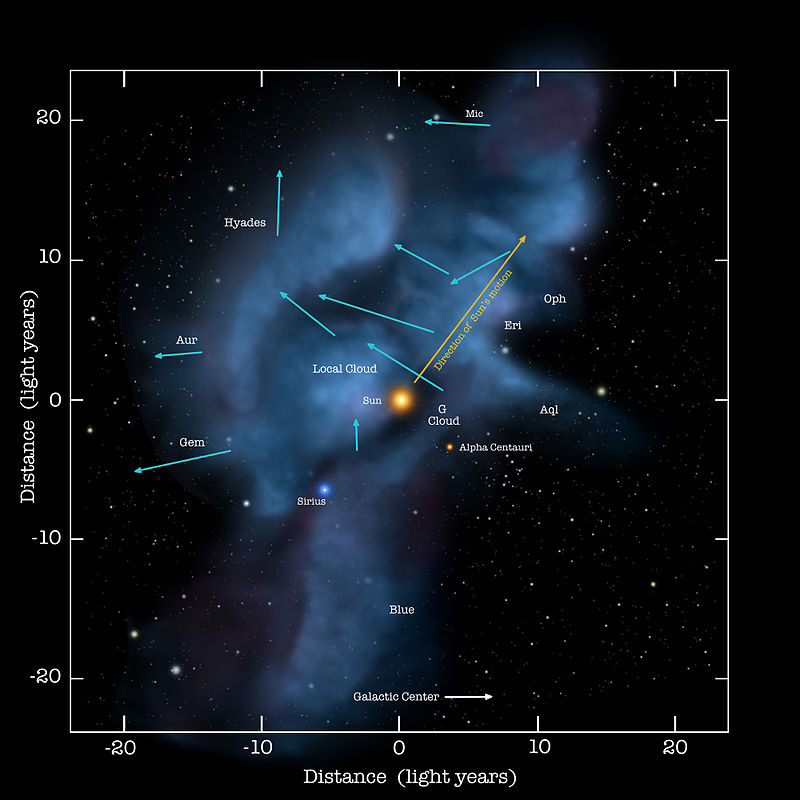 Mic
20
Hyades
10
Direction of Sun's motion
Oph
Eri
Aur
Local Cloud
Sun
0
G
Cloud
Aql
Gem
Alpha Centauri
Sirius
-10
Blue
-20
Galactic Center
Distance (light years)
-20
-10
0
10
20
Distance (light years)